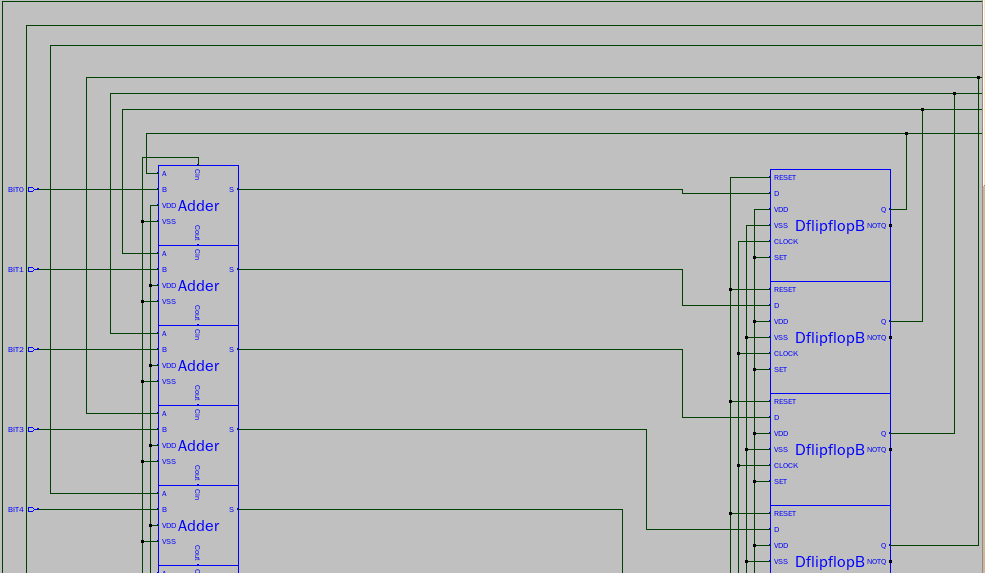 BIT0
A
Cin
B
S
VDD
Adder
VSS
Cout
BIT1
A
Cin
B
S
VDD
Adder
VSS
Cout
BIT2
A
Cin
B
S
VDD
Adder
VSS
Cout
BIT3
A
Cin
B
S
VDD
Adder
VSS
Cout
BIT4
A
Cin
B
S
VDD
Adder
VSS
Cout
RESET
D
VDD
Q
VSS
DflipflopB
NOTQ
CLOCK
SET
RESET
D
VDD
Q
VSS
DflipflopB
NOTQ
CLOCK
SET
RESET
D
VDD
Q
VSS
DflipflopB
NOTQ
CLOCK
SET
RESET
D
VDD
Q
VSS
DflipflopB
NOTQ